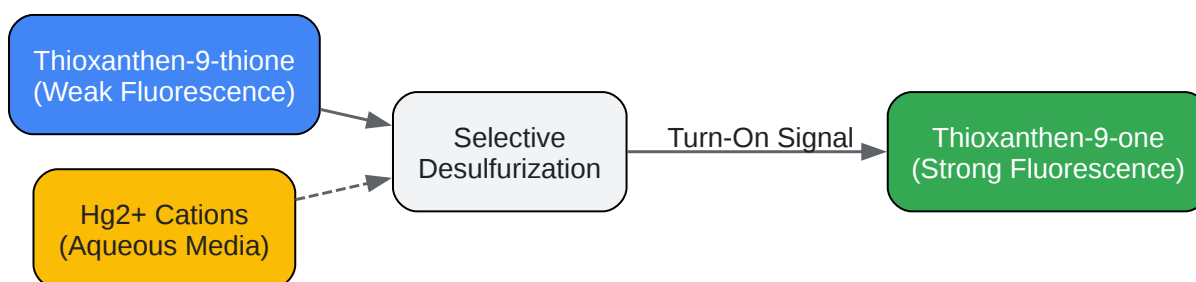 Thioxanthen-9-thione
(Weak Fluorescence)
Hg2+ Cations
(Aqueous Media)
Selective
Desulfurization
Turn-On Signal
Thioxanthen-9-one
(Strong Fluorescence)